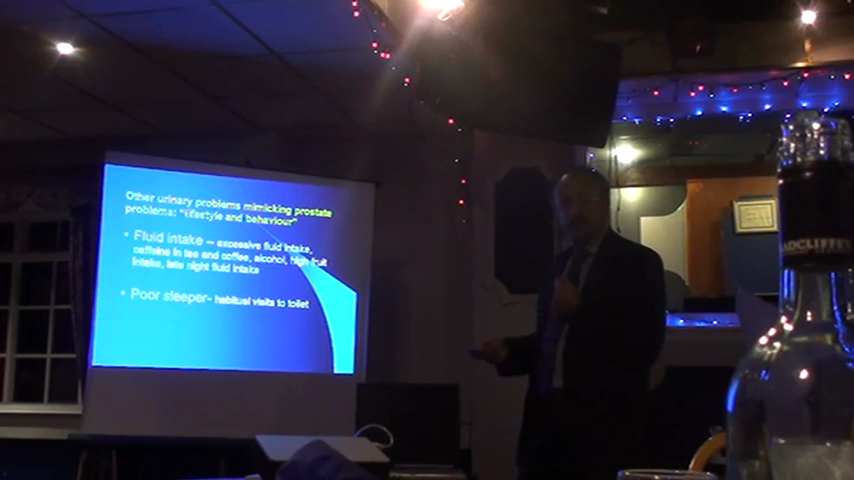 Other urinary problems mimicking prostate
problems: "lifestyle and behaviour"
• Fluid intake – excessive fluid intake,
caffeine in tea and coffee, alcohol, high fruit
intake, late night fluid intake
• Poor sleeper- habitual visits to toilet
ADCLIFFE